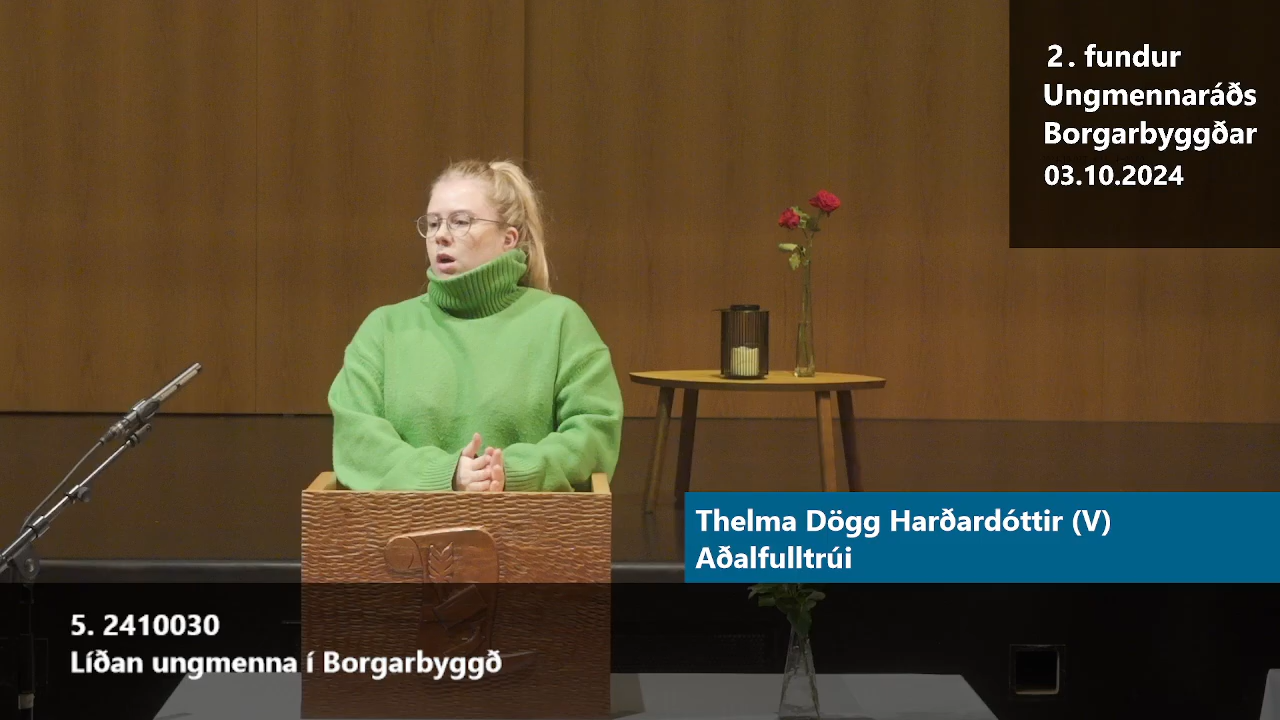 2. fundur
Ungmennaráðs
Borgarbyggðar
03.10.2024
Thelma Dögg Harðardóttir (V)
Aðalfulltrúi
5. 2410030
Líðan ungmenna í Borgarbyggð